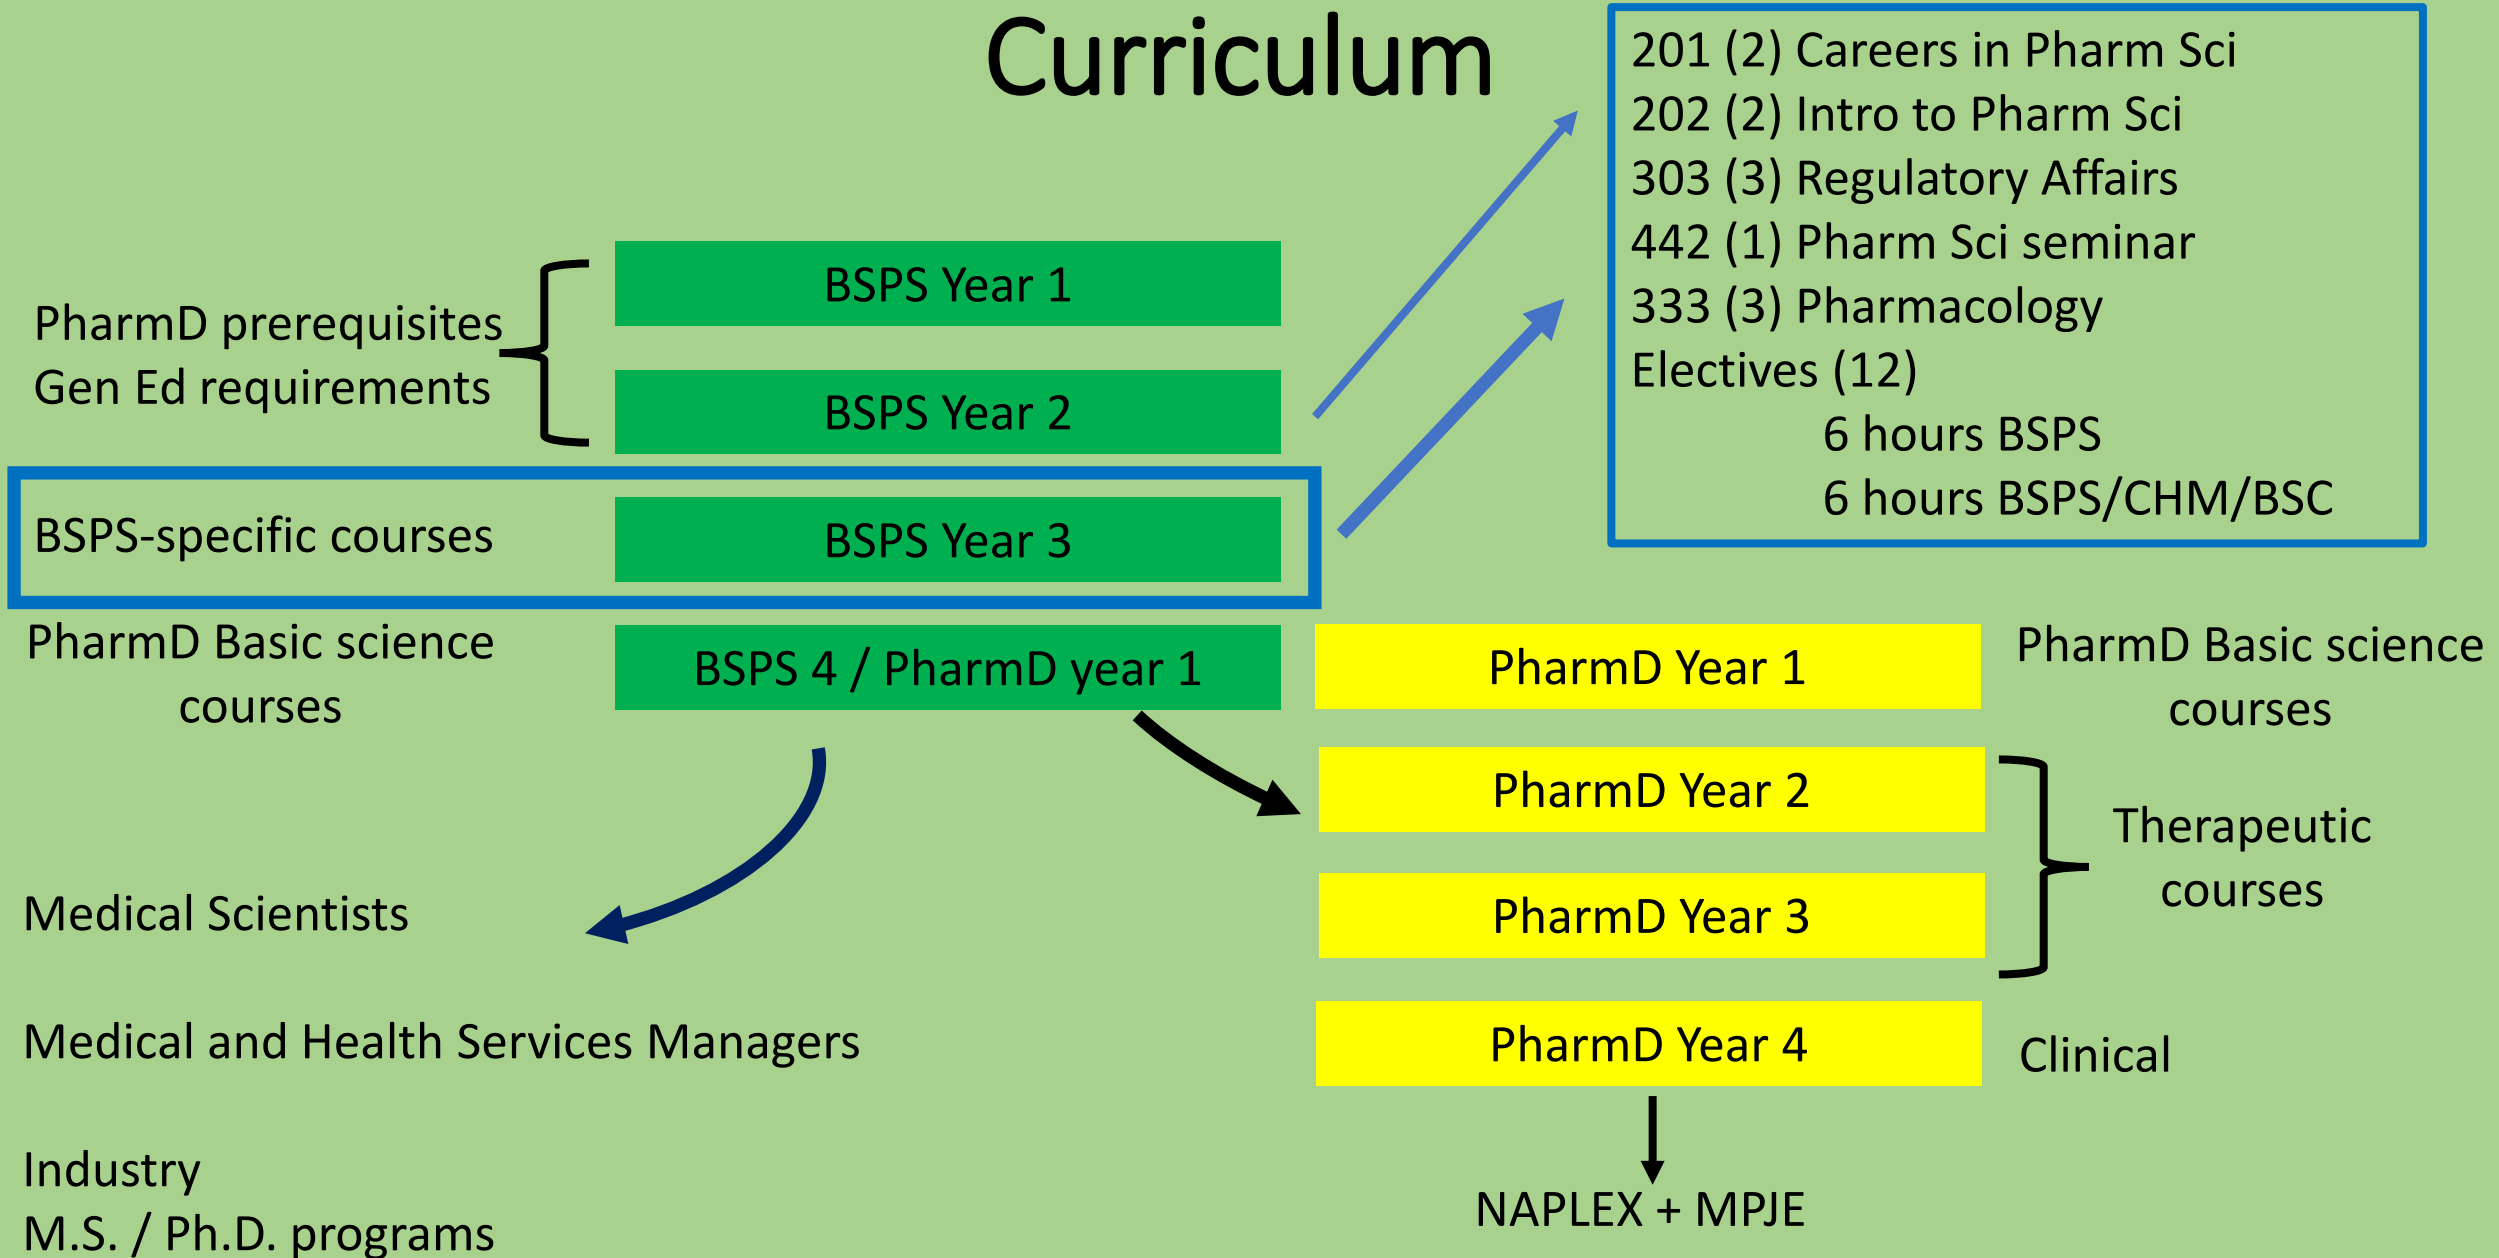 Curriculum
201 (2) Careers in Pharm Sci
202 (2) Intro to Pharm Sci
303 (3) Regulatory Affairs
442 (1) Pharm Sci seminar
333 (3) Pharmacology
Electives (12)
6 hours BSPS
6 hours BSPS/CHM/BSC
PharmD prerequisites
Gen Ed requirements
BSPS Year 1
BSPS Year 2
BSPS-specific courses
BSPS Year 3
PharmD Basic science
courses
BSPS 4 / PharmD year 1
PharmD Year 1
PharmD Basic science
courses
PharmD Year 2
PharmD Year 3
Therapeutic
courses
PharmD Year 4
Clinical
NAPLEX + MPJE
Medical Scientists
Medical and Health Services Managers
Industry
M.S. / Ph.D. programs